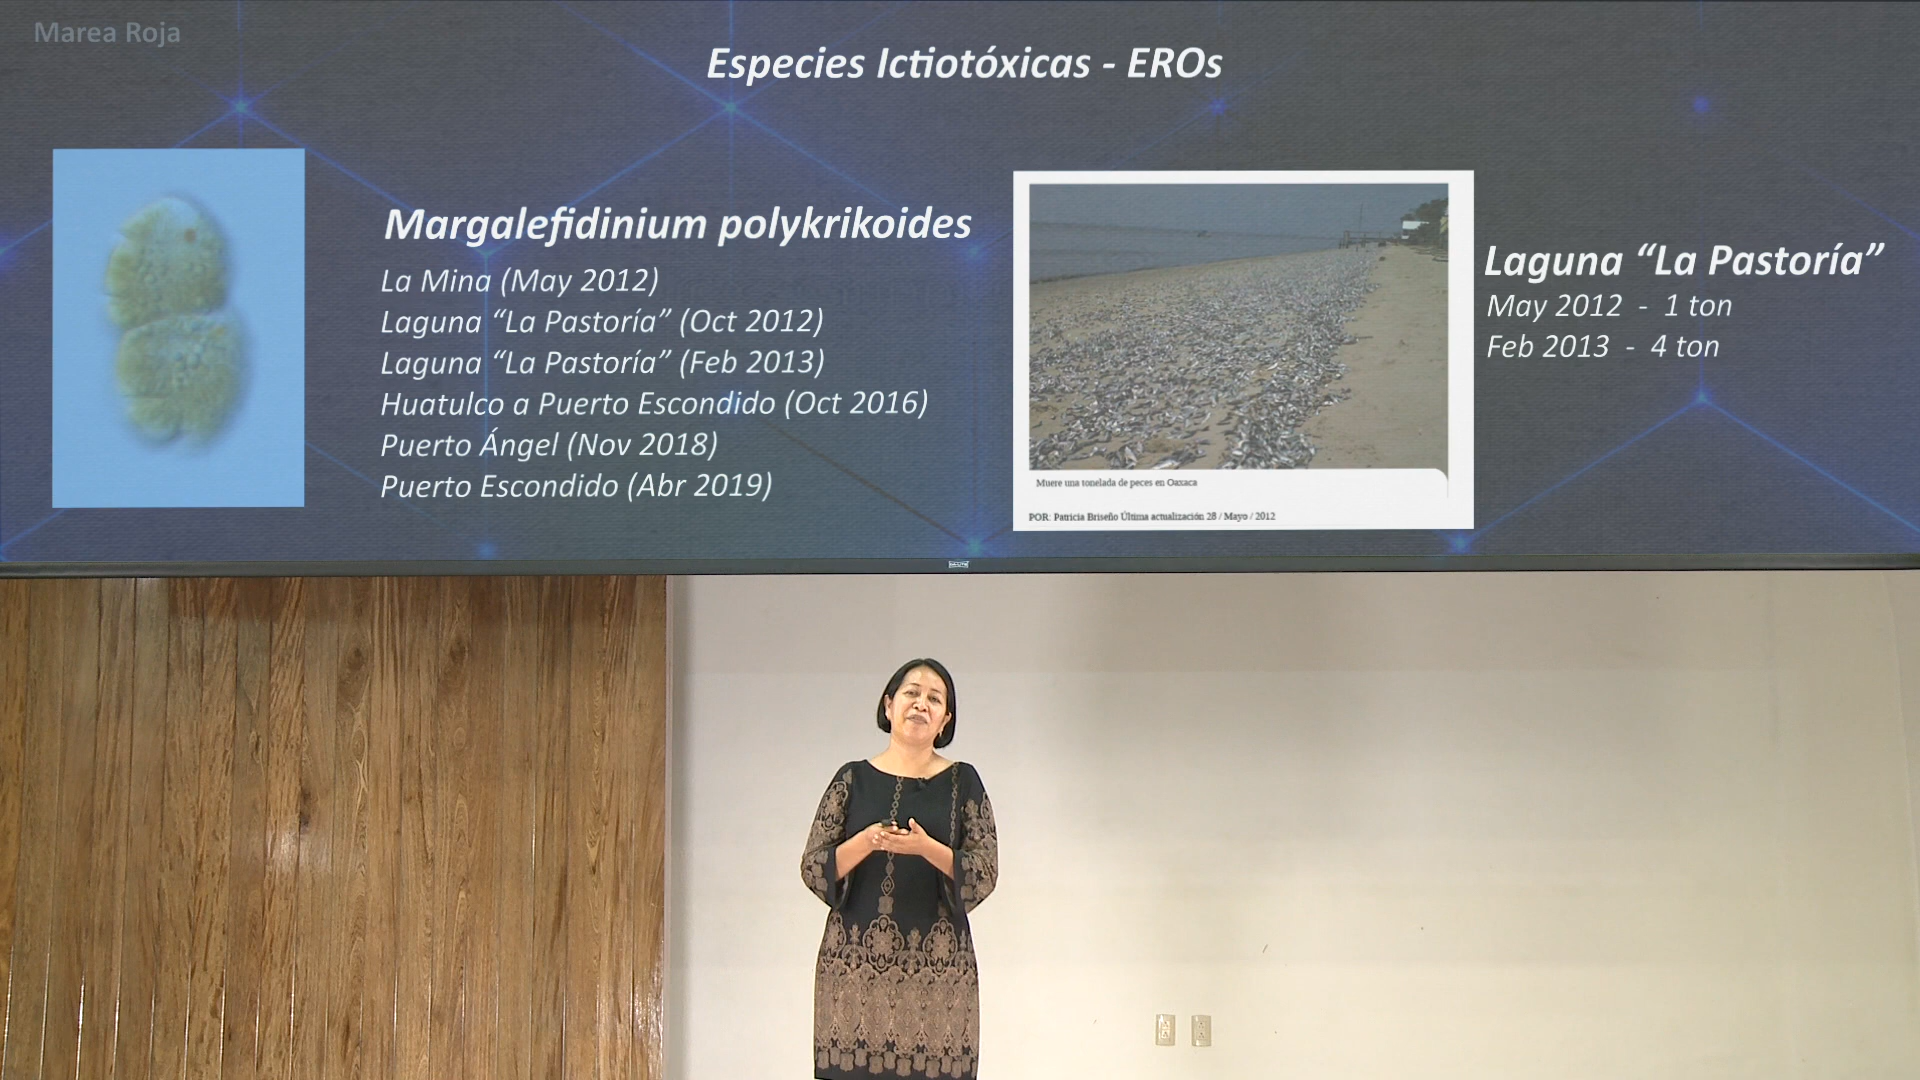 Marea Roja
Especies Ictiotóxicas - EROs
Margalefidinium polykrikoides
La Mina (May 2012)
Laguna “La Pastoría” (Oct 2012)
Laguna “La Pastoría” (Feb 2013)
Huatulco a Puerto Escondido (Oct 2016)
Puerto Ángel (Nov 2018)
Puerto Escondido (Abr 2019)
Muere una tonelada de peces en Oaxaca
POR: Patricia Briseño Última actualización 28 / Mayo / 2012
Laguna “La Pastoría”
May 2012 - 1 ton
Feb 2013 - 4 ton